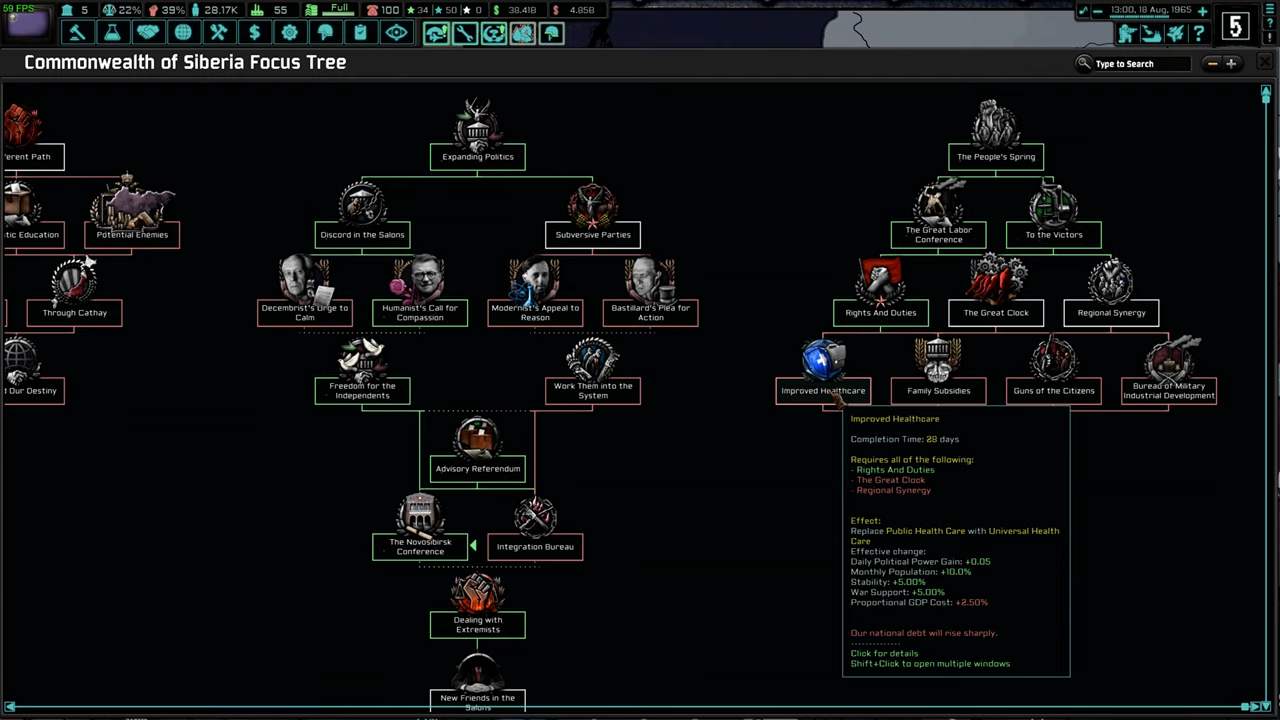 59 FPS
5
22%
99%
28.17K
55
Full
100
34
50
0
$ 38.41B
$ 4.85B
13:00, 18 Aug, 1965
5
Commonwealth of Siberia Focus Tree
Type to Search
Expanding Politics
The People's Spring
ferent Path
Discord in the Salons
Subversive Parties
The Great Labor
Conference
To the Victors
tic Education
Potential Enemies
Decembrist's Urge to
Calm
Humanist's Call for
Compassion
Modernist's Appeal to
Reason
Bastillard's Plea for
Action
Rights And Duties
The Great Clock
Regional Synergy
Through Cathay
Freedom for the
Independents
Work Them into the
System
Improved Healthcare
Family Subsidies
Guns of the Citizens
Bureau of Military
Industrial Development
d Our Destiny
Advisory Referendum
The Novosibirsk
Conference
Integration Bureau
Dealing with
Extremists
New Friends in the
Salons
Improved Healthcare
Completion Time: 28 days
Requires all of the following:
- Rights And Duties
- The Great Clock
- Regional Synergy
Effect:
Replace Public Health Care with Universal Health
Care
Effective change:
Daily Political Power Gain: +0.05
Monthly Population: +10.0%
Stability: +5.00%
War Support: +5.00%
Proportional GDP Cost: +2.50%
Our national debt will rise sharply.
--------------
Click for details
Shift+Click to open multiple windows